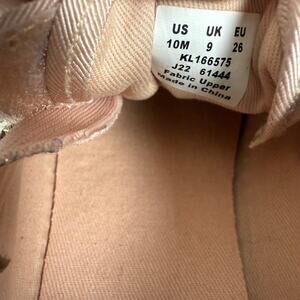 US UK EU
10M 9 26
KL166575
J22 61444
Fabric Upper
Made in China